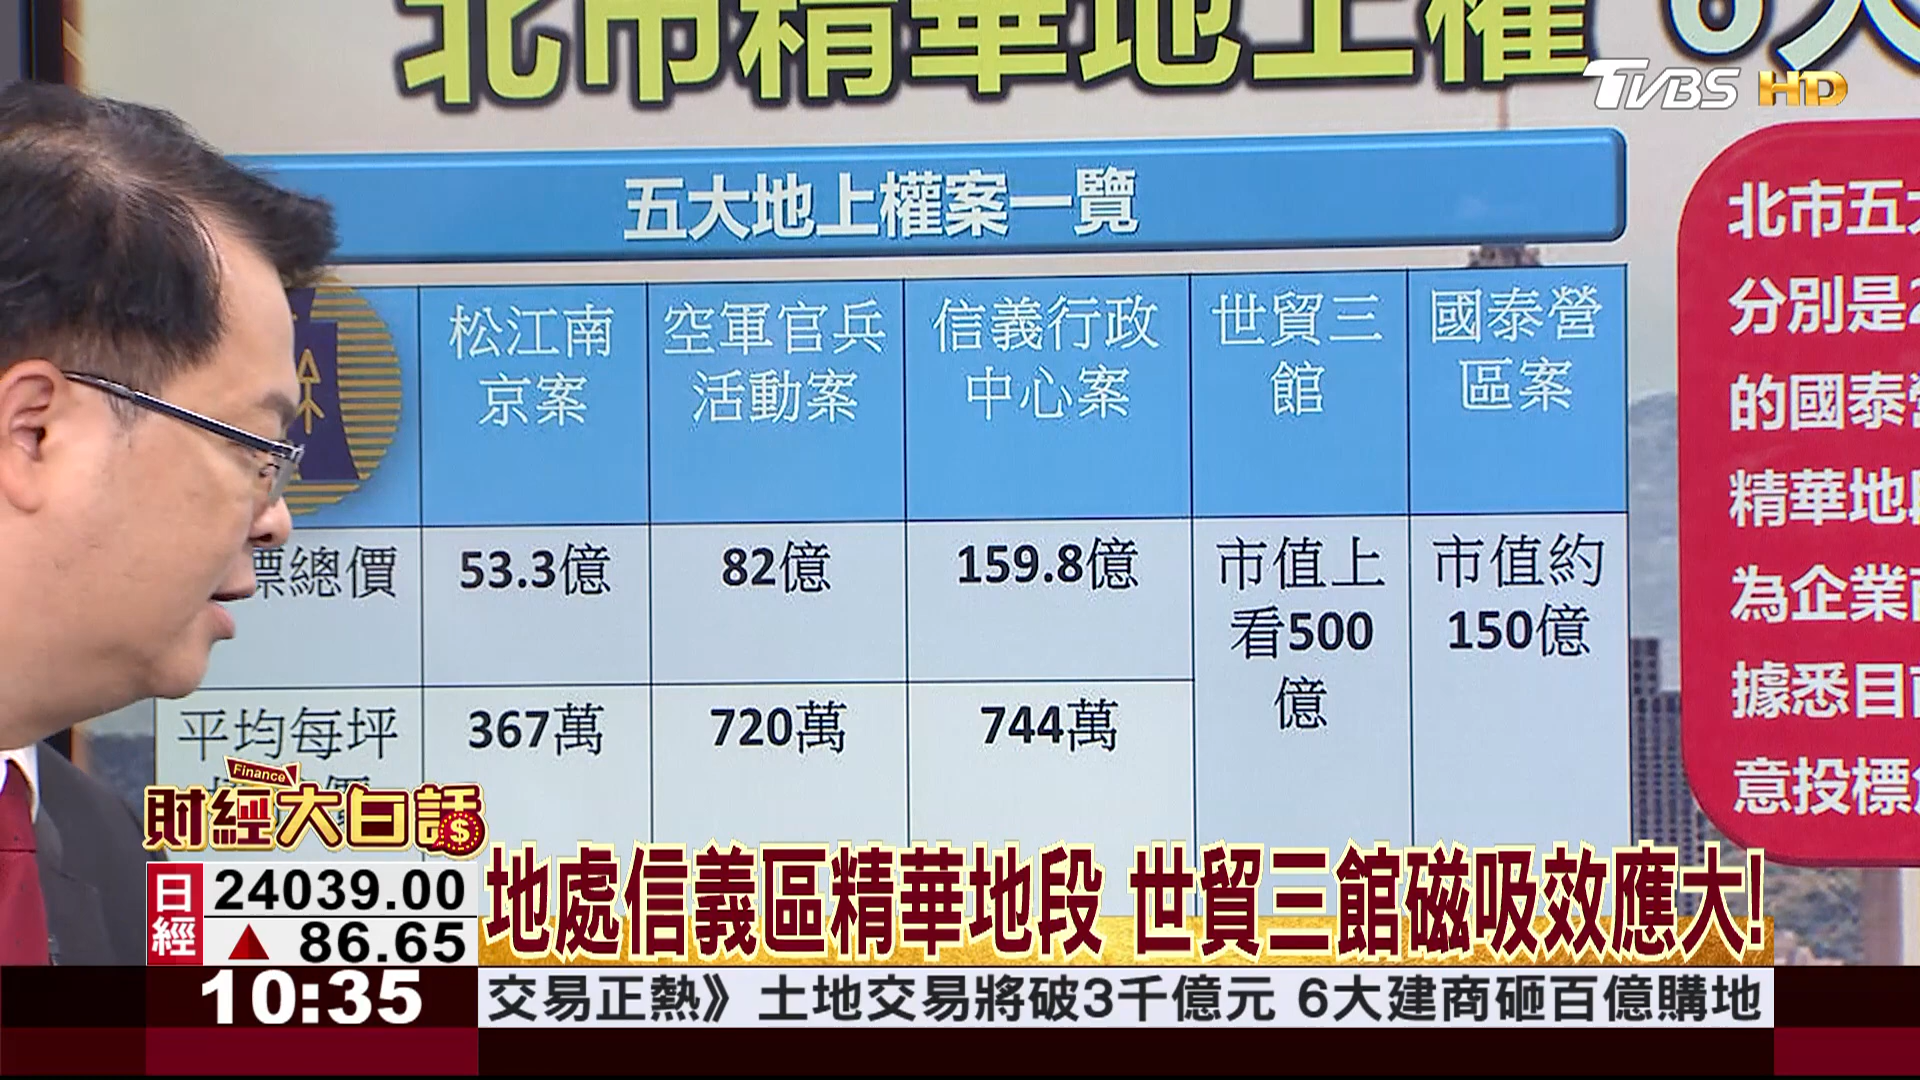 北市精華地上權 6大
TVBS HD
五大地上權案一覽
松江南京案
空軍官兵活動案
信義行政中心案
世貿三館
國泰營區案
標總價
53.3億
82億
159.8億
市值上看500億
市值約150億
平均每坪
367萬
720萬
744萬
北市五大
分別是2
的國泰營
精華地段
為企業
據悉目前
意投標
Finance
財經大白話
地處信義區精華地段 世貿三館磁吸效應大!
日經
24039.00
▲ 86.65
10:35
交易正熱》土地交易將破3千億元 6大建商砸百億購地